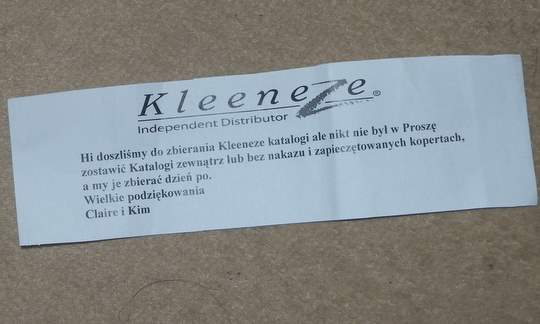 Kleeneze®
Independent Distributor
Hi doszliśmy do zbierania Kleeneze katalogi ale nikt nie był w Proszę
zostawić Katalogi zewnątrz lub bez nakazu i zapieczętowanych kopertach,
a my je zbierać dzień po.
Wielkie podziękowania
Claire i Kim